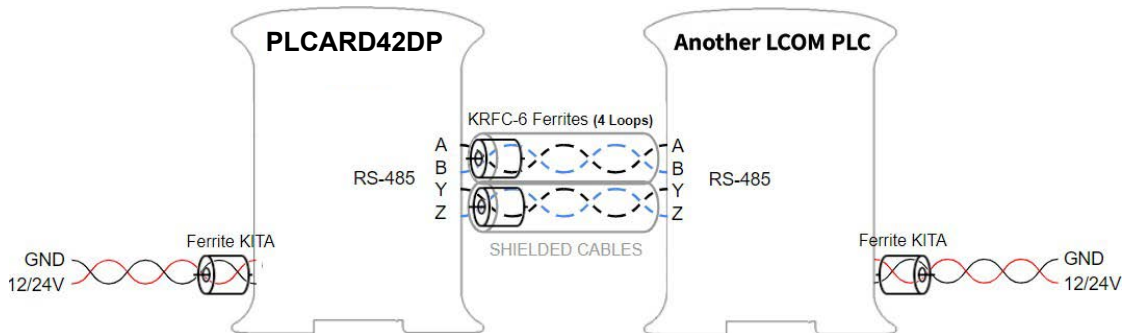 PLCARD42DP
Another LCOM PLC
KRFC-6 Ferrites (4 Loops)
A
B
Y
Z
RS-485
A
B
Y
Z
RS-485
SHIELDED CABLES
Ferrite KITA
GND
12/24V
Ferrite KITA
GND
12/24V